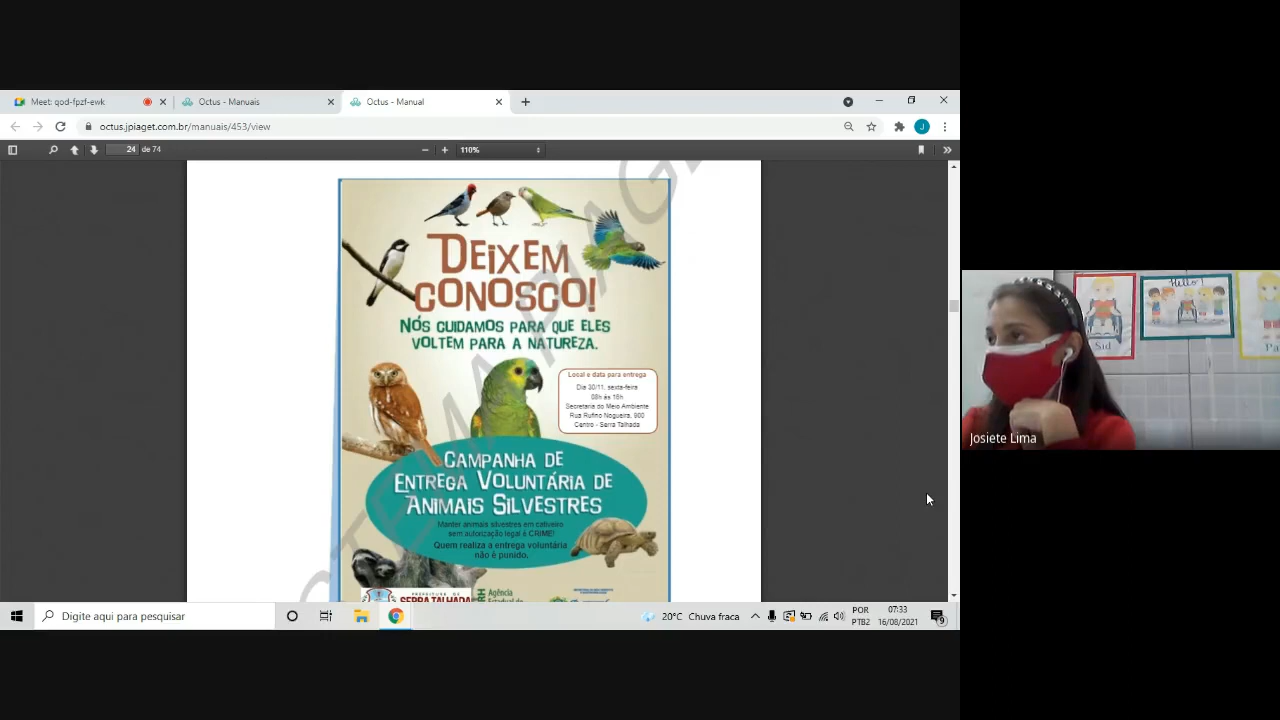 Meet: qod-fpzf-ewk
Octus - Manuais
Octus - Manual
octus.jpiaget.com.br/manuais/453/view
24 de 74
110%
DEIXEM
CONOSCO!
NÓS CUIDAMOS PARA QUE ELES
VOLTEM PARA A NATUREZA.
Local e data para entrega
Dia 30/11, sexta-feira
08h às 16h
Secretaria do Meio Ambiente
Rua Rufino Nogueira, 900
Centro - Serra Talhada
CAMPANHA DE
ENTREGA VOLUNTÁRIA DE
ANIMAIS SILVESTRES
Manter animais silvestres em cativeiro
sem autorização legal é CRIME!
Quem realiza a entrega voluntária
não é punido.
PREFEITURA DE
SERRA TALHADA
Agência
Estadual de
Hello!
Sid
Pa
Josiete Lima
Digite aqui para pesquisar
20°C Chuva fraca
POR
PTB2
07:33
16/08/2021
9